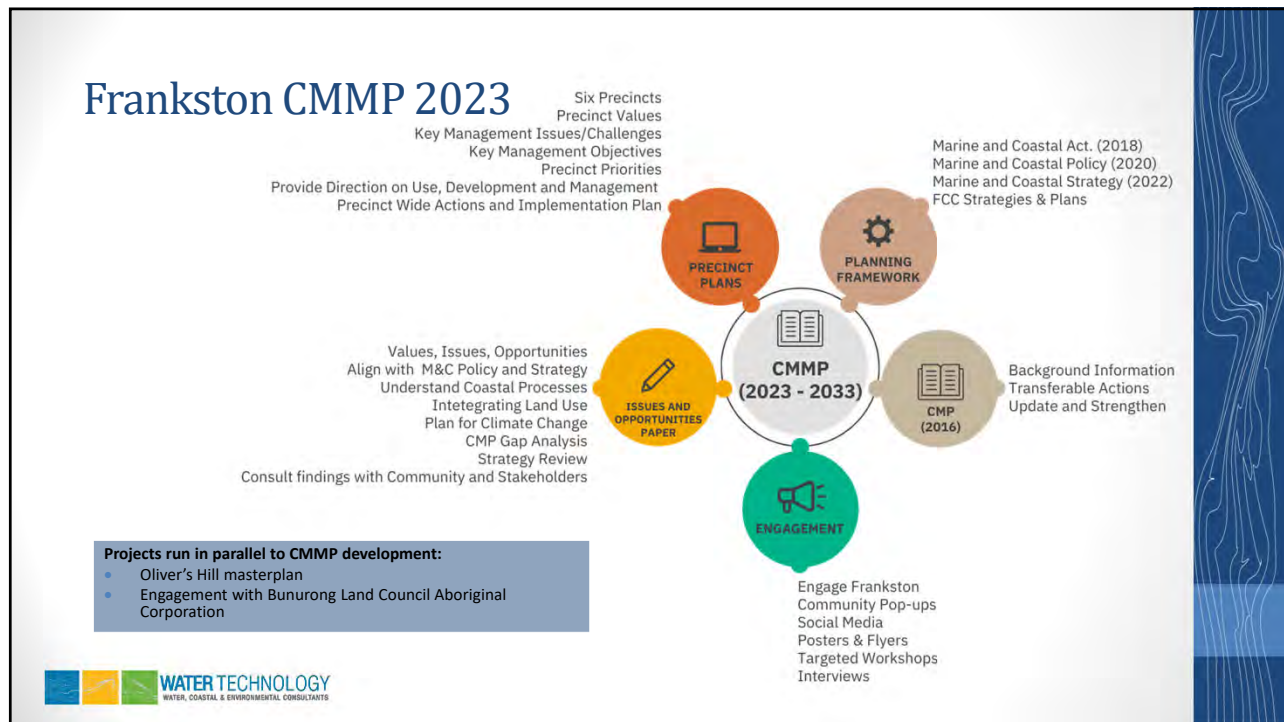 Frankston CMMP 2023
Six Precincts
Precinct Values
Key Management Issues/Challenges
Key Management Objectives
Precinct Priorities
Provide Direction on Use, Development and Management
Precinct Wide Actions and Implementation Plan
PRECINCT
PLANS
Marine and Coastal Act. (2018)
Marine and Coastal Policy (2020)
Marine and Coastal Strategy (2022)
FCC Strategies & Plans
PLANNING
FRAMEWORK
Values, Issues, Opportunities
Align with M&C Policy and Strategy
Understand Coastal Processes
Intetegrating Land Use
Plan for Climate Change
CMP Gap Analysis
Strategy Review
Consult findings with Community and Stakeholders
ISSUES AND
OPPORTUNITIES
PAPER
CMMP
(2023 - 2033)
CMP
(2016)
Background Information
Transferable Actions
Update and Strengthen
ENGAGEMENT
Engage Frankston
Community Pop-ups
Social Media
Posters & Flyers
Targeted Workshops
Interviews
Projects run in parallel to CMMP development:
• Oliver's Hill masterplan
• Engagement with Bunurong Land Council Aboriginal
Corporation
WATER TECHNOLOGY
WATER, COASTAL & ENVIRONMENTAL CONSULTANTS